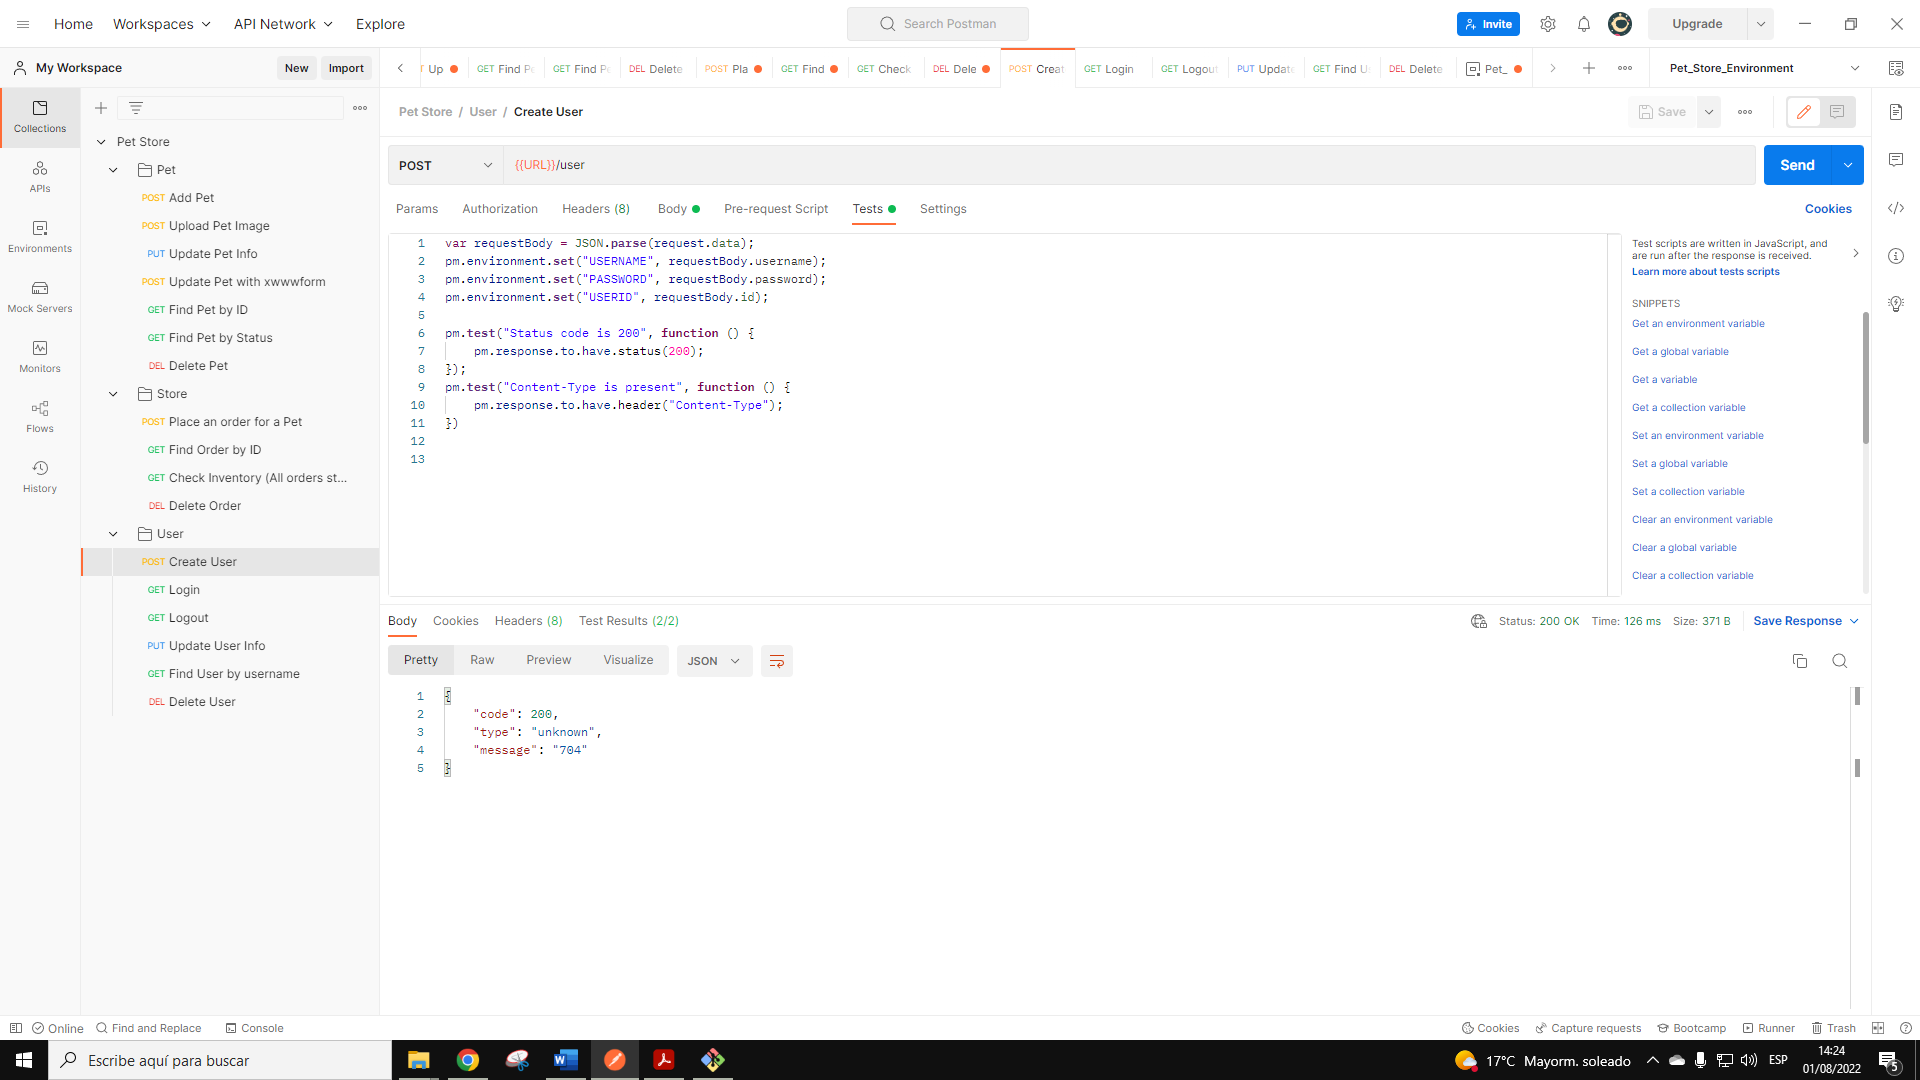 Home Workspaces API Network Explore Search Postman Invite Upgrade
My Workspace New Import Up GET Find GET Find DEL Delete POST Pla GET Find GET Check DEL Dele POST Creat GET Login GET Logout PUT Update GET Find U DEL Delete Pet_ Pet_Store_Environment
Collections
APIs
Environments
Mock Servers
Monitors
Flows
History
Pet Store
Pet
POST Add Pet
POST Upload Pet Image
PUT Update Pet Info
POST Update Pet with xwwwform
GET Find Pet by ID
GET Find Pet by Status
DEL Delete Pet
Store
POST Place an order for a Pet
GET Find Order by ID
GET Check Inventory (All orders st...
DEL Delete Order
User
POST Create User
GET Login
GET Logout
PUT Update User Info
GET Find User by username
DEL Delete User
Pet Store / User / Create User Save
POST {{URL}}/user Send
Params Authorization Headers (8) Body Pre-request Script Tests Settings Cookies
1 var requestBody = JSON.parse(request.data);
2 pm.environment.set("USERNAME", requestBody.username);
3 pm.environment.set("PASSWORD", requestBody.password);
4 pm.environment.set("USERID", requestBody.id);
5
6 pm.test("Status code is 200", function () {
7 pm.response.to.have.status(200);
8 });
9 pm.test("Content-Type is present", function () {
10 pm.response.to.have.header("Content-Type");
11 })
12
13
Test scripts are written in JavaScript, and
are run after the response is received.
Learn more about tests scripts
SNIPPETS
Get an environment variable
Get a global variable
Get a variable
Get a collection variable
Set an environment variable
Set a global variable
Set a collection variable
Clear an environment variable
Clear a global variable
Clear a collection variable
Body Cookies Headers (8) Test Results (2/2) Status: 200 OK Time: 126 ms Size: 371 B Save Response
Pretty Raw Preview Visualize JSON
1 {
2 "code": 200,
3 "type": "unknown",
4 "message": "704"
5 }
Online Find and Replace Console Cookies Capture requests Bootcamp Runner Trash
Escribe aquí para buscar 17°C Mayorm. soleado ESP 14:24
01/08/2022 5